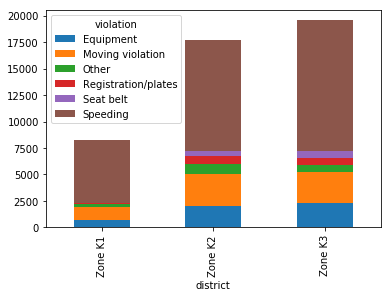 20000
17500
15000
12500
10000
7500
5000
2500
0
violation
Equipment
Moving violation
Other
Registration/plates
Seat belt
Speeding
Zone K1
Zone K2
Zone K3
district